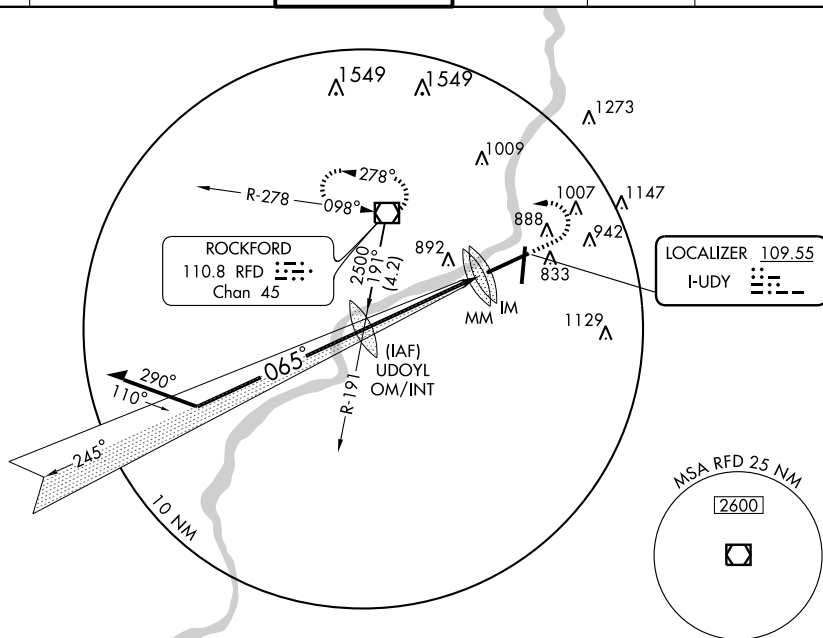 1549
1549
1273
1009
278°
R-278
098°
1007
1147
888
942
892
833
ROCKFORD
110.8 RFD
Chan 45
2500
191°
(4.2)
LOCALIZER 109.55
I-UDY
MM
IM
1129
(IAF)
UDOYL
OM/INT
065°
290°
110°
R-191
245°
10 NM
MSA RFD 25 NM
2600